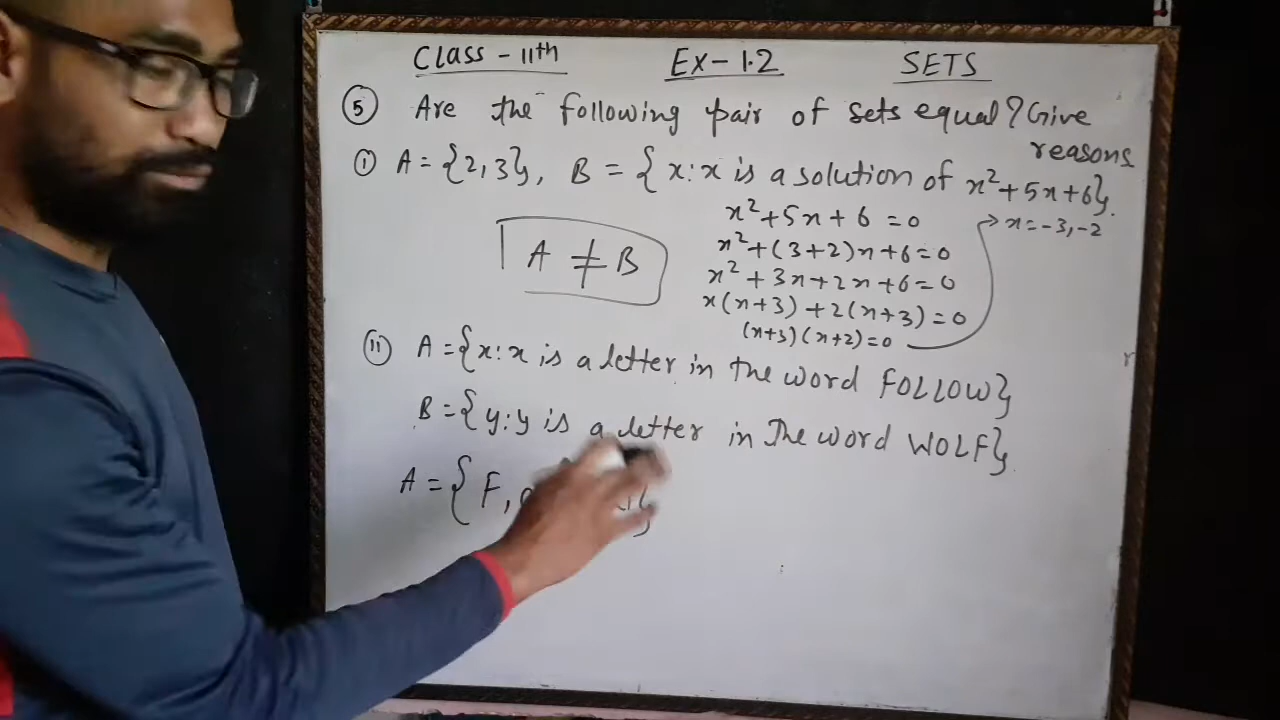 Class - 11th Ex - 1.2 SETS
⑤ Are the following pair of sets equal? Give
reasons
① A = {2, 3}, B = { x : x is a solution of x² + 5x + 6}.
x² + 5x + 6 = 0
→ x = -3, -2
x² + (3+2)x + 6 = 0
A ≠ B
x² + 3x + 2x + 6 = 0
x(x+3) + 2(x+3) = 0
(x+3)(x+2) = 0
⑪ A = {x : x is a letter in the word FOLLOW}
B = { y : y is a letter in The word WOLF}
A = { F, }